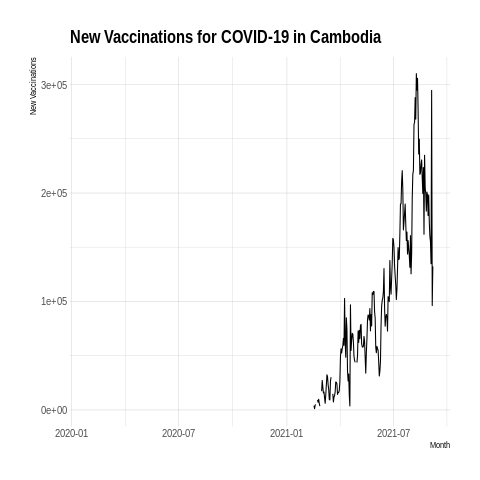 New Vaccinations for COVID-19 in Cambodia
New Vaccinations
3e+05
2e+05
1e+05
0e+00
2020-01 2020-07 2021-01 2021-07
Month